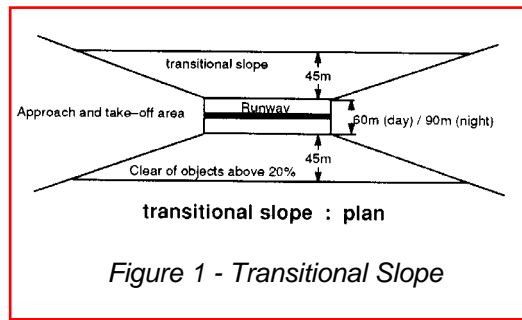 transitional slope
45m
Approach and take–off area
Runway
60m (day) / 90m (night)
45m
Clear of objects above 20%
transitional slope : plan
Figure 1 - Transitional Slope